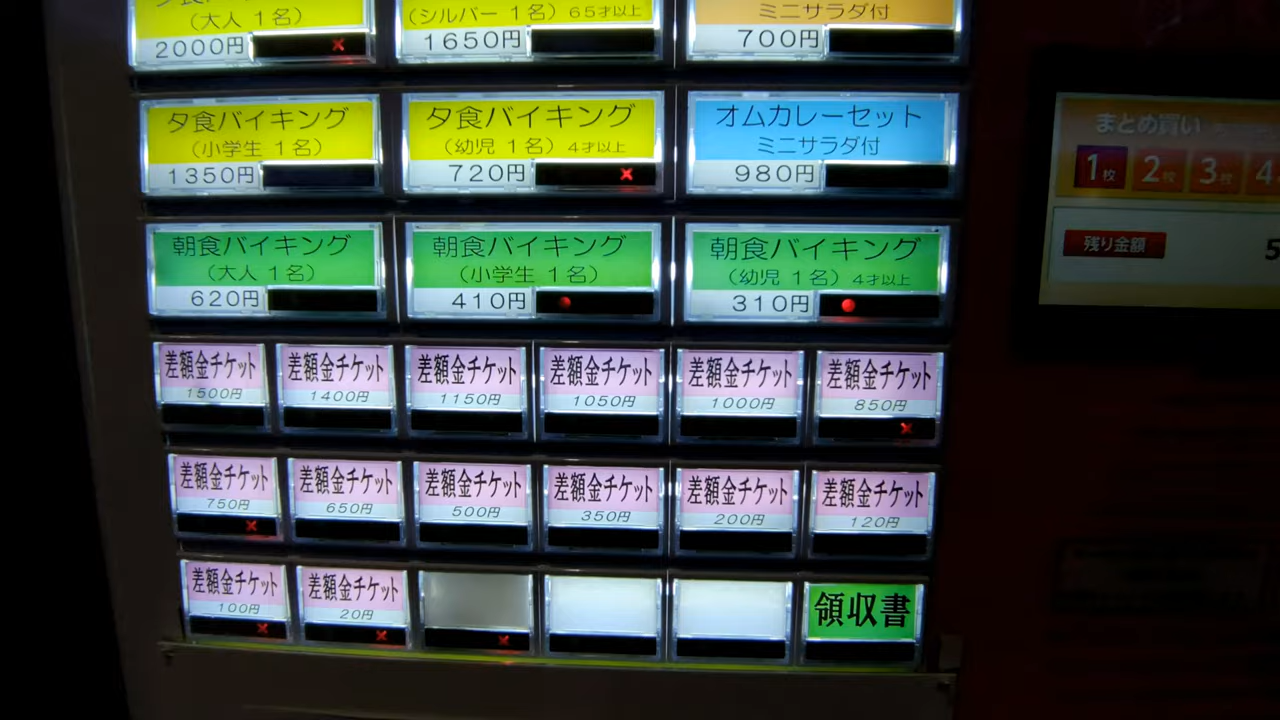 （大人 1名）
2000円
（シルバー 1名）65才以上
1650円
ミニサラダ付
700円
夕食バイキング
（小学生 1名）
1350円
夕食バイキング
（幼児 1名）4才以上
720円
オムカレーセット
ミニサラダ付
980円
朝食バイキング
（大人 1名）
620円
朝食バイキング
（小学生 1名）
410円
朝食バイキング
（幼児 1名）4才以上
310円
差額金チケット
1500円
差額金チケット
1400円
差額金チケット
1150円
差額金チケット
1050円
差額金チケット
1000円
差額金チケット
850円
差額金チケット
750円
差額金チケット
650円
差額金チケット
500円
差額金チケット
350円
差額金チケット
200円
差額金チケット
120円
差額金チケット
100円
差額金チケット
20円
領収書
まとめ買い
1枚 2枚 3枚 4
残り金額
5